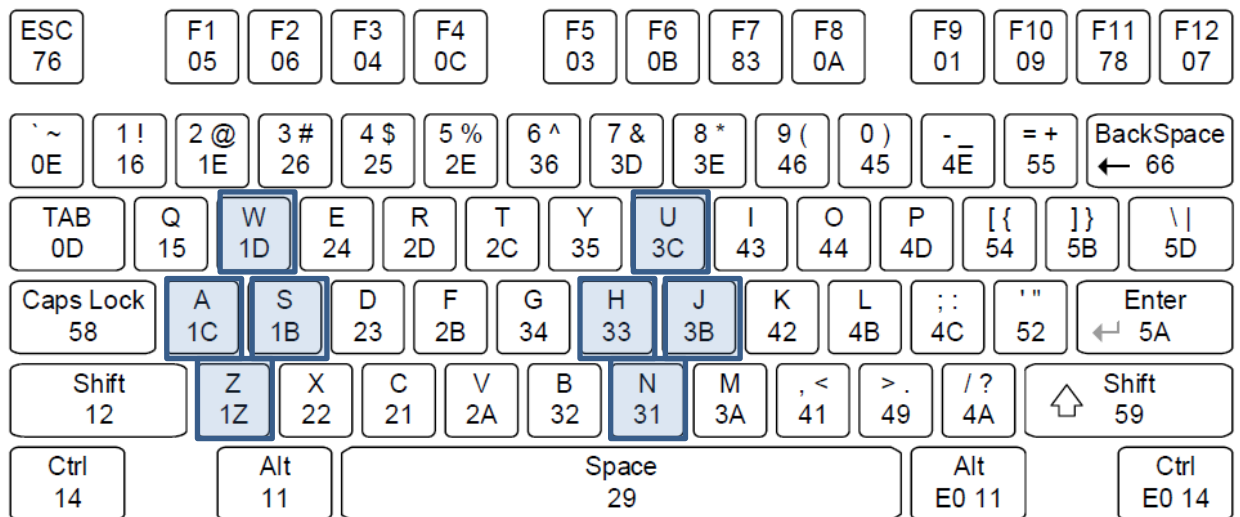 ESC F1 F2 F3 F4 F5 F6 F7 F8 F9 F10 F11 F12
76 05 06 04 0C 03 0B 83 0A 01 09 78 07
` ~ 1 ! 2 @ 3 # 4 $ 5 % 6 ^ 7 & 8 * 9 ( 0 ) - _ = + BackSpace
0E 16 1E 26 25 2E 36 3D 3E 46 45 4E 55 ← 66
TAB Q W E R T Y U I O P [ { ] } \ |
0D 15 1D 24 2D 2C 35 3C 43 44 4D 54 5B 5D
Caps Lock A S D F G H J K L ; : ' " Enter
58 1C 1B 23 2B 34 33 3B 42 4B 4C 52 ↵ 5A
Shift Z X C V B N M , < > . / ? Shift
12 1Z 22 21 2A 32 31 3A 41 49 4A ⇧ 59
Ctrl Alt Space Alt Ctrl
14 11 29 E0 11 E0 14